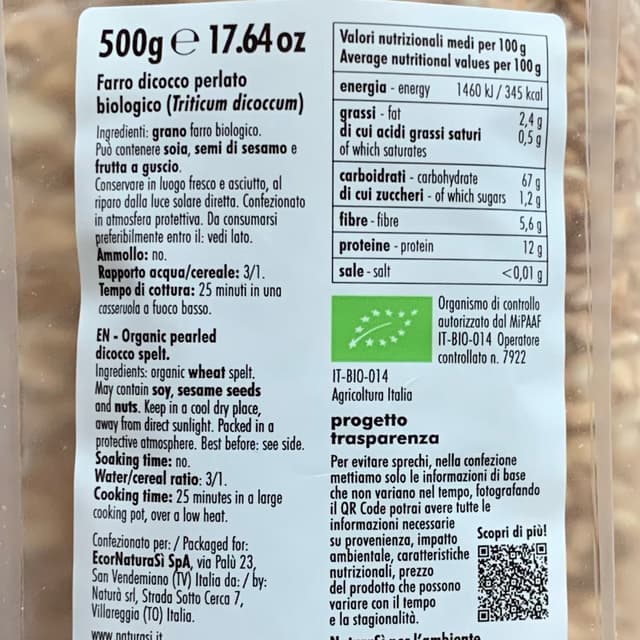 500g e 17.64 oz
Farro dicocco perlato
biologico (Triticum dicoccum)
Ingredienti: grano farro biologico.
Può contenere soia, semi di sesamo e
frutta a guscio.
Conservare in luogo fresco e asciutto, al
riparo dalla luce solare diretta. Confezionato
in atmosfera protettiva. Da consumarsi
preferibilmente entro il: vedi lato.
Ammollo: no.
Rapporto acqua/cereale: 3/1.
Tempo di cottura: 25 minuti in una
casseruola a fuoco basso.
EN - Organic pearled
dicocco spelt.
Ingredients: organic wheat spelt.
May contain soy, sesame seeds
and nuts. Keep in a cool dry place,
away from direct sunlight. Packed in a
protective atmosphere. Best before: see side.
Soaking time: no.
Water/cereal ratio: 3/1.
Cooking time: 25 minutes in a large
cooking pot, over a low heat.
Confezionato per: / Packaged for:
EcorNaturaSì SpA, via Palù 23,
San Vendemiano (TV) Italia da: / by:
Naturà srl, Strada Sotto Cerca 7,
Villareggia (TO) Italia.
www.naturasi.it
Valori nutrizionali medi per 100 g
Average nutritional values per 100 g
energia - energy 1460 kJ / 345 kcal
grassi - fat 2,4 g
di cui acidi grassi saturi 0,5 g
of which saturates
carboidrati - carbohydrate 67 g
di cui zuccheri - of which sugars 1,2 g
fibre - fibre 5,6 g
proteine - protein 12 g
sale - salt <0,01 g
Organismo di controllo
autorizzato dal MiPAAF
IT-BIO-014 Operatore
controllato n. 7922
IT-BIO-014
Agricoltura Italia
progetto
trasparenza
Per evitare sprechi, nella confezione
mettiamo solo le informazioni di base
che non variano nel tempo, fotografando
il QR Code potrai avere tutte le
informazioni necessarie
su provenienza, impatto
ambientale, caratteristiche
nutrizionali, prezzo
del prodotto che possono
variare con il tempo
e la stagionalità.
Scopri di più!
NaturaSì per l'ambiente